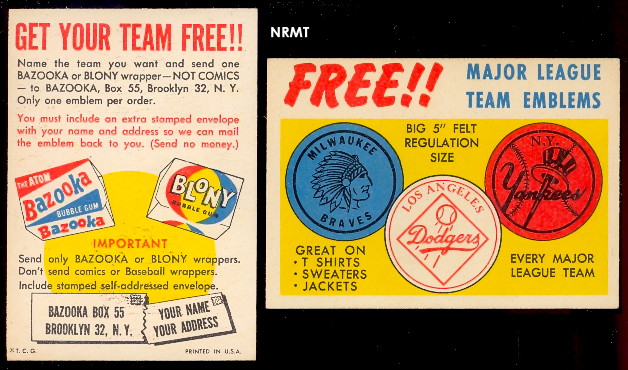 GET YOUR TEAM FREE!!
Name the team you want and send one
BAZOOKA or BLONY wrapper—NOT COMICS
— to BAZOOKA, Box 55, Brooklyn 32, N. Y.
Only one emblem per order.
You must include an extra stamped envelope
with your name and address so we can mail
the emblem back to you. (Send no money.)
THE ATOM
Bazooka
BUBBLE GUM
Bazooka
BLONY
BUBBLE GUM
IMPORTANT
Send only BAZOOKA or BLONY wrappers.
Don't send comics or Baseball wrappers.
Include stamped self-addressed envelope.
BAZOOKA BOX 55
BROOKLYN 32, N. Y.
YOUR NAME
YOUR ADDRESS
T. C. G.
PRINTED IN U.S.A.
NRMT
FREE!!
MAJOR LEAGUE
TEAM EMBLEMS
BIG 5" FELT
REGULATION
SIZE
MILWAUKEE
BRAVES
LOS ANGELES
Dodgers
N.Y.
Yankees
GREAT ON
• T SHIRTS
• SWEATERS
• JACKETS
EVERY MAJOR
LEAGUE TEAM